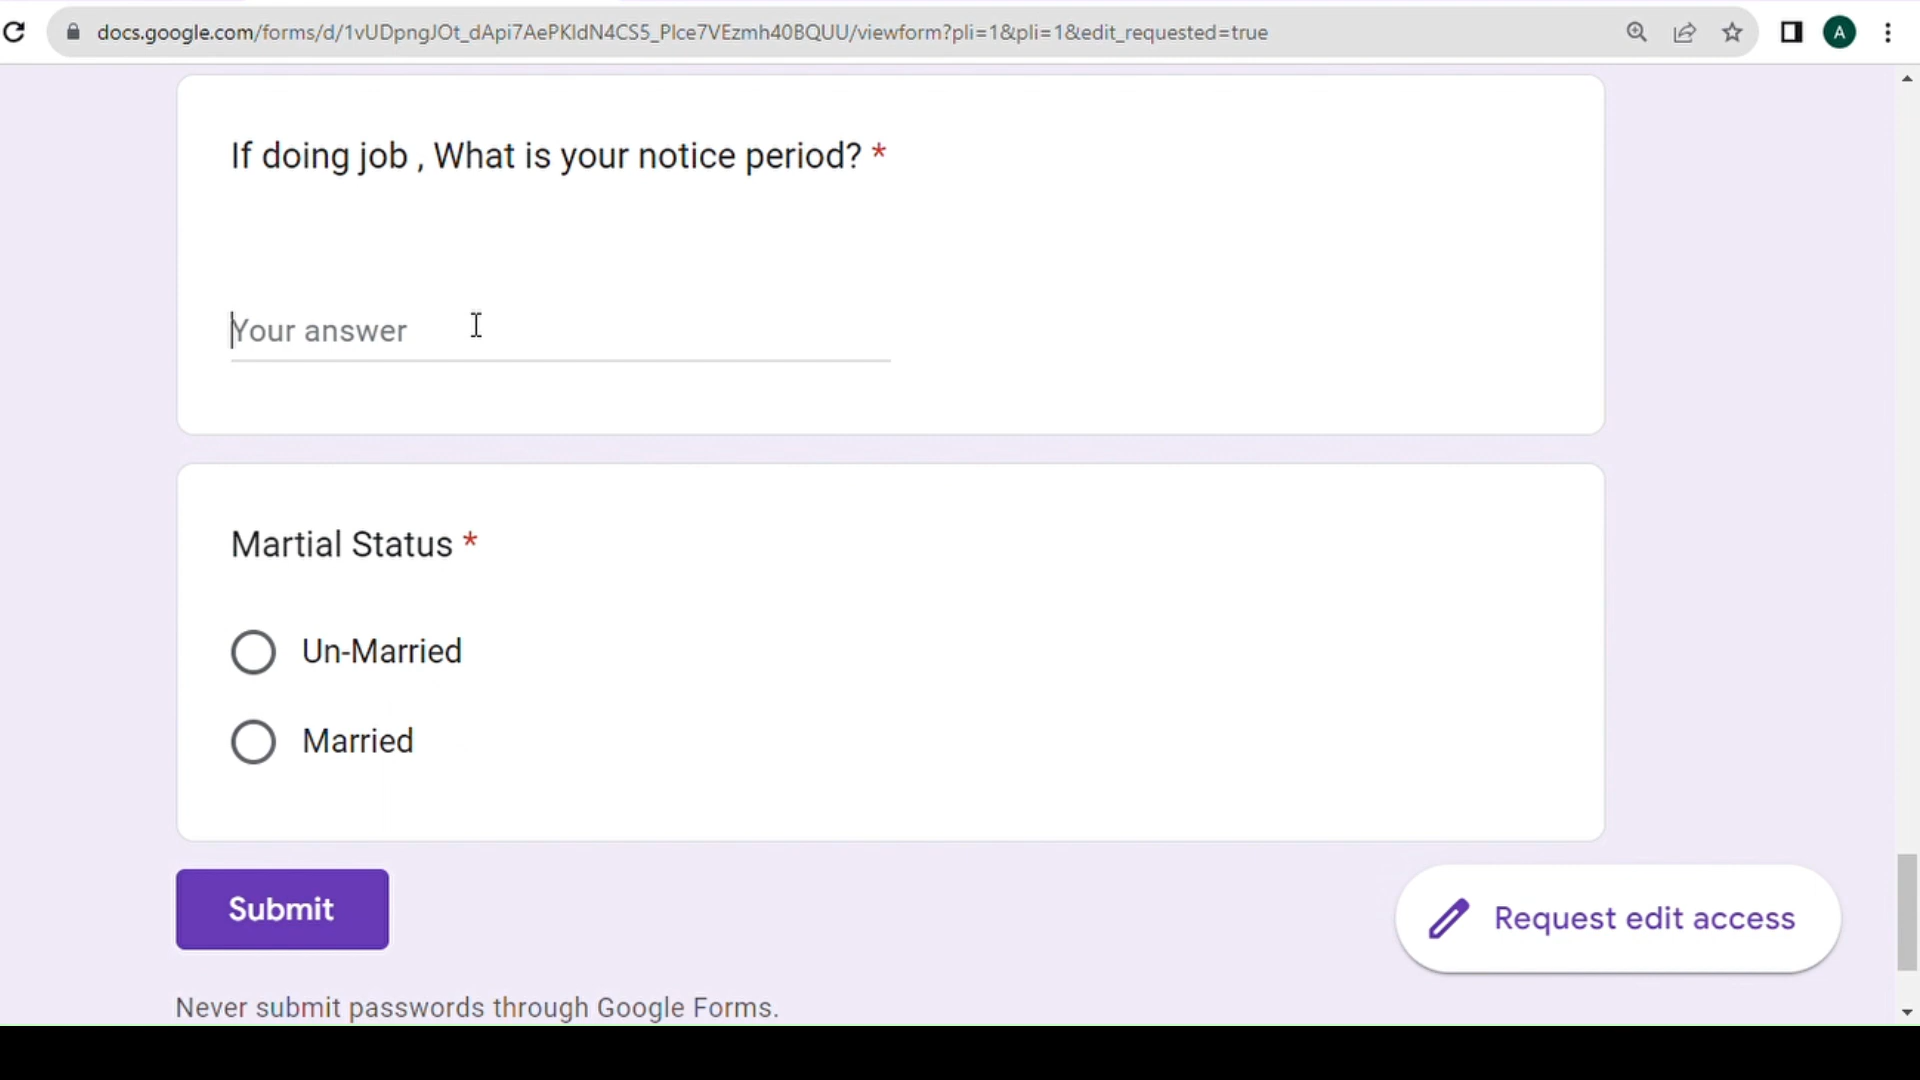 docs.google.com/forms/d/1vUDpngJOt_dApi7AePKIdN4CS5_PIce7VEzmh40BQUU/viewform?pli=1&pli=1&edit_requested=true
A
If doing job , What is your notice period? *
Your answer
Martial Status *
Un-Married
Married
Submit
Request edit access
Never submit passwords through Google Forms.